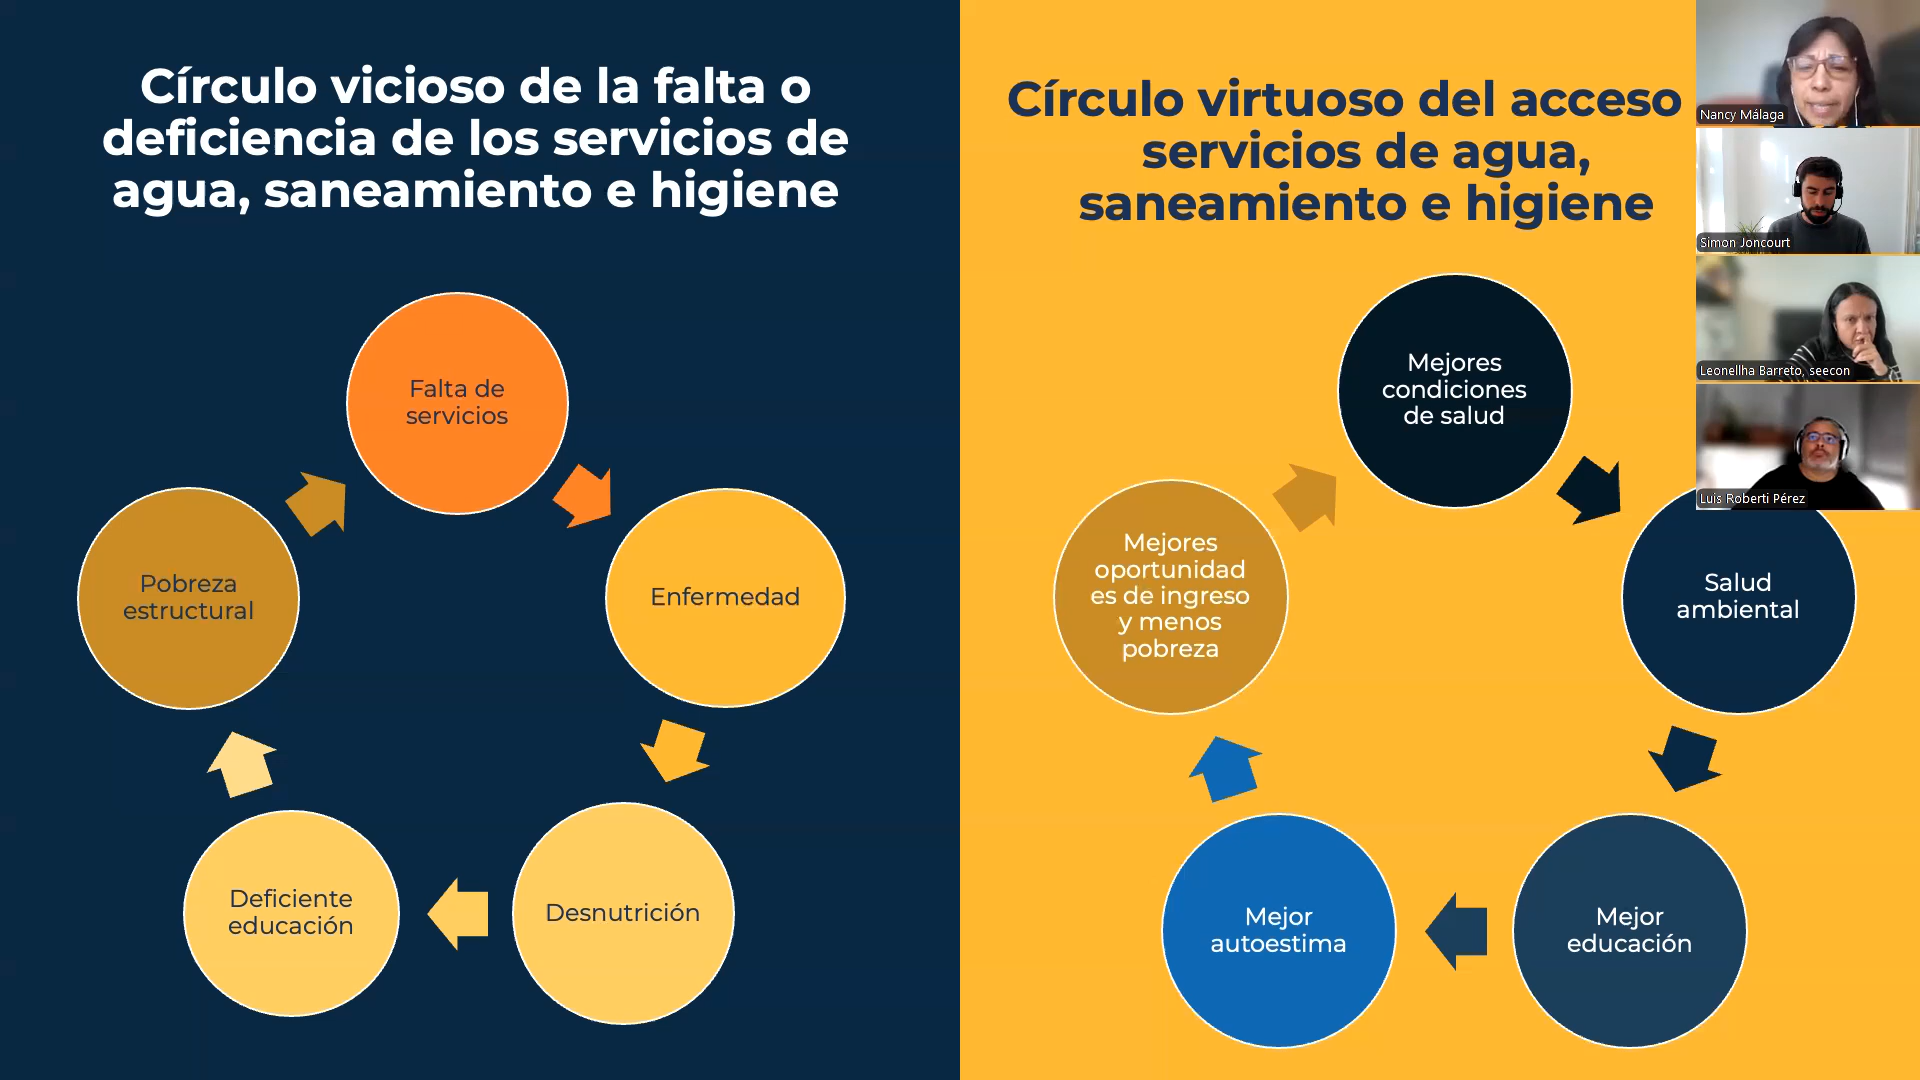 Círculo vicioso de la falta o
deficiencia de los servicios de
agua, saneamiento e higiene
Falta de
servicios
Enfermedad
Desnutrición
Deficiente
educación
Pobreza
estructural
Círculo virtuoso del acceso
servicios de agua,
saneamiento e higiene
Mejores
condiciones
de salud
Salud
ambiental
Mejor
educación
Mejor
autoestima
Mejores
oportunidad
es de ingreso
y menos
pobreza
Nancy Málaga
Simon Joncourt
Leonellha Barreto, seecon
Luis Roberti Pérez